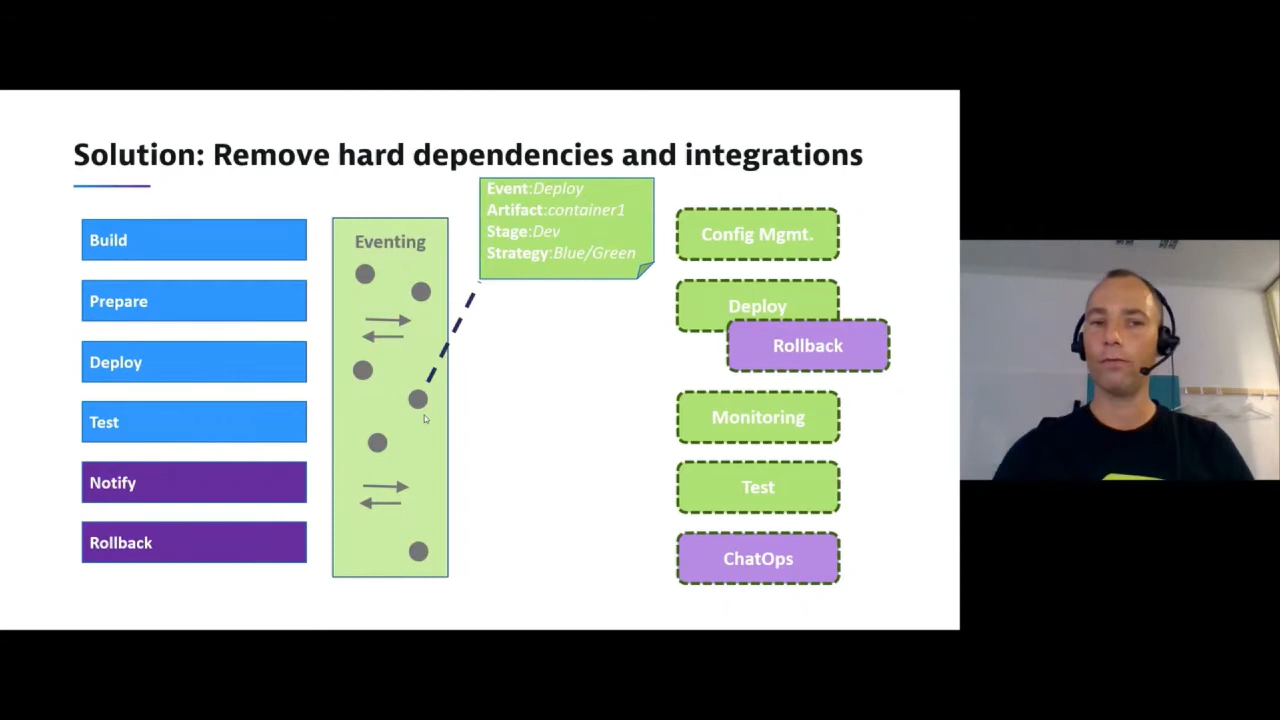 Solution: Remove hard dependencies and integrations
Build
Prepare
Deploy
Test
Notify
Rollback
Eventing
Event:Deploy
Artifact:container1
Stage:Dev
Strategy:Blue/Green
Config Mgmt.
Deploy
Rollback
Monitoring
Test
ChatOps